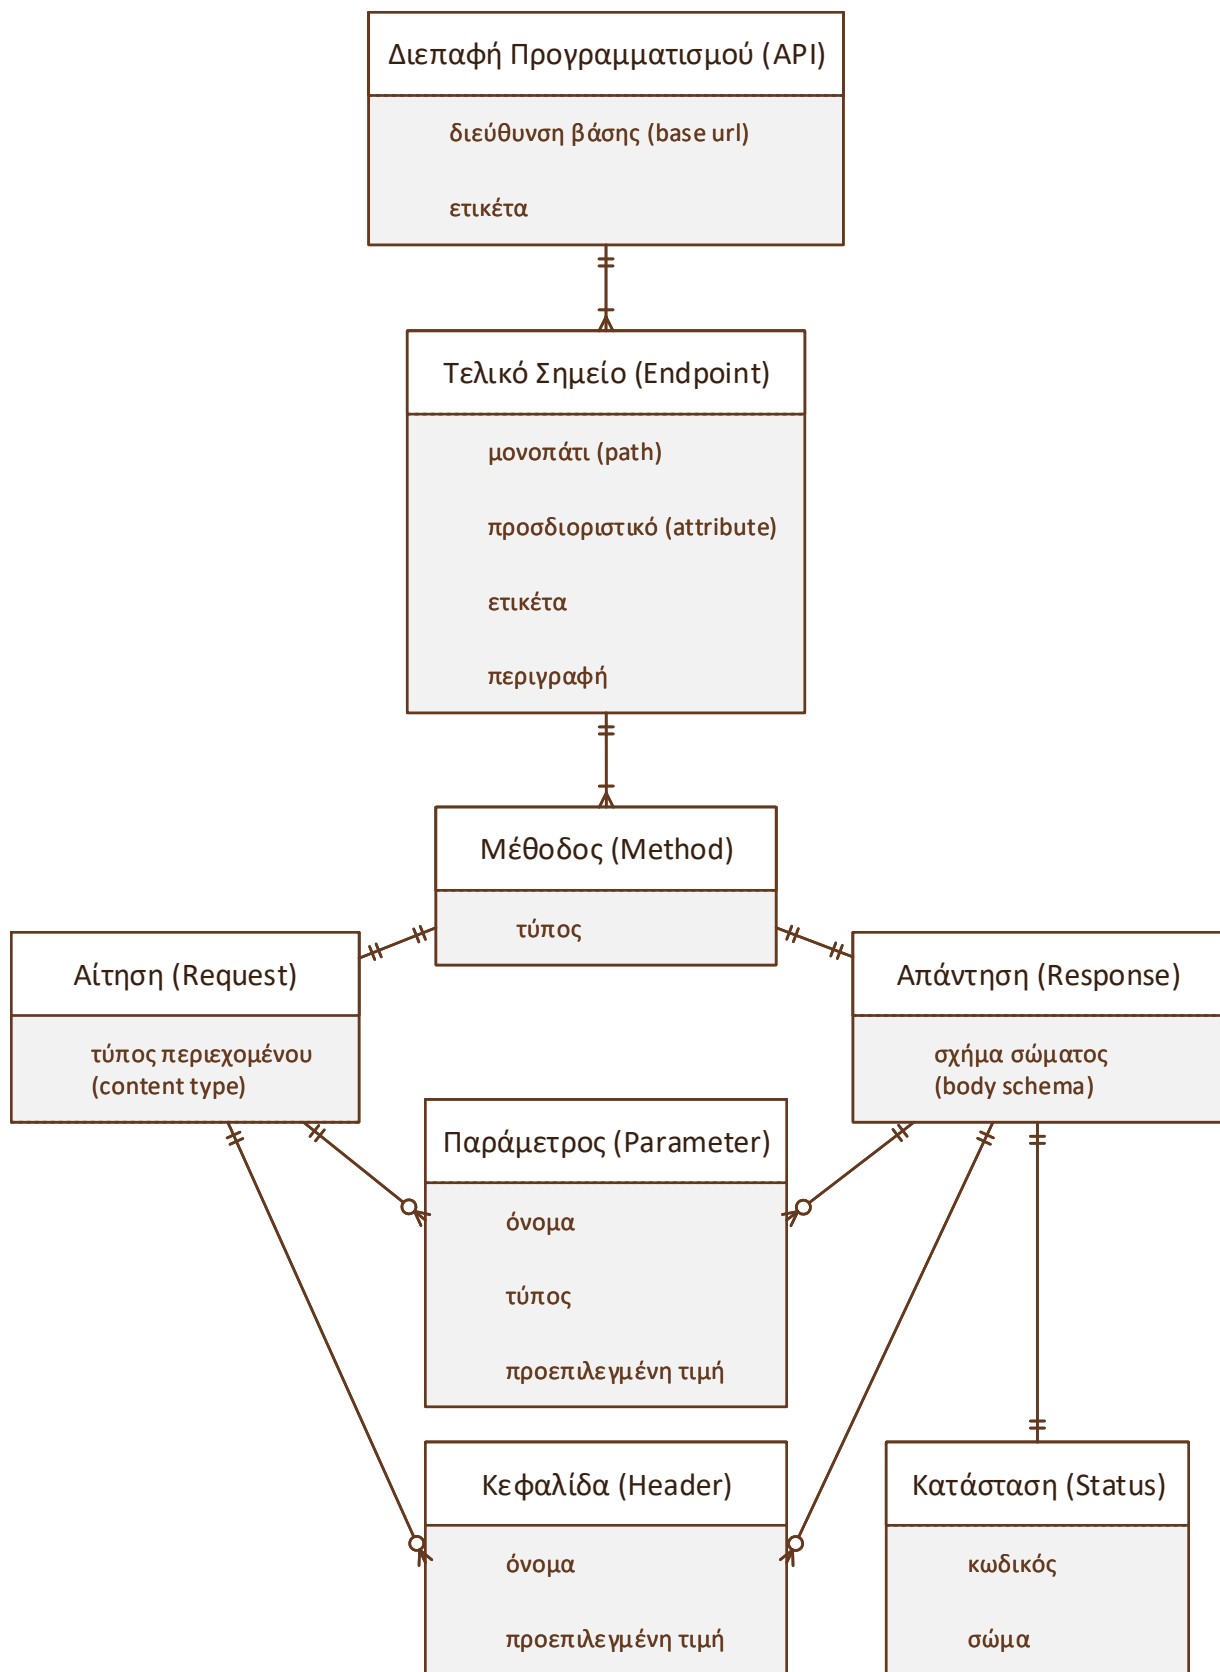 Διεπαφή Προγραμματισμού (API)
διεύθυνση βάσης (base url)
ετικέτα
Τελικό Σημείο (Endpoint)
μονοπάτι (path)
προσδιοριστικό (attribute)
ετικέτα
περιγραφή
Μέθοδος (Method)
τύπος
Αίτηση (Request)
τύπος περιεχομένου
(content type)
Απάντηση (Response)
σχήμα σώματος
(body schema)
Παράμετρος (Parameter)
όνομα
τύπος
προεπιλεγμένη τιμή
Κεφαλίδα (Header)
όνομα
προεπιλεγμένη τιμή
Κατάσταση (Status)
κωδικός
σώμα